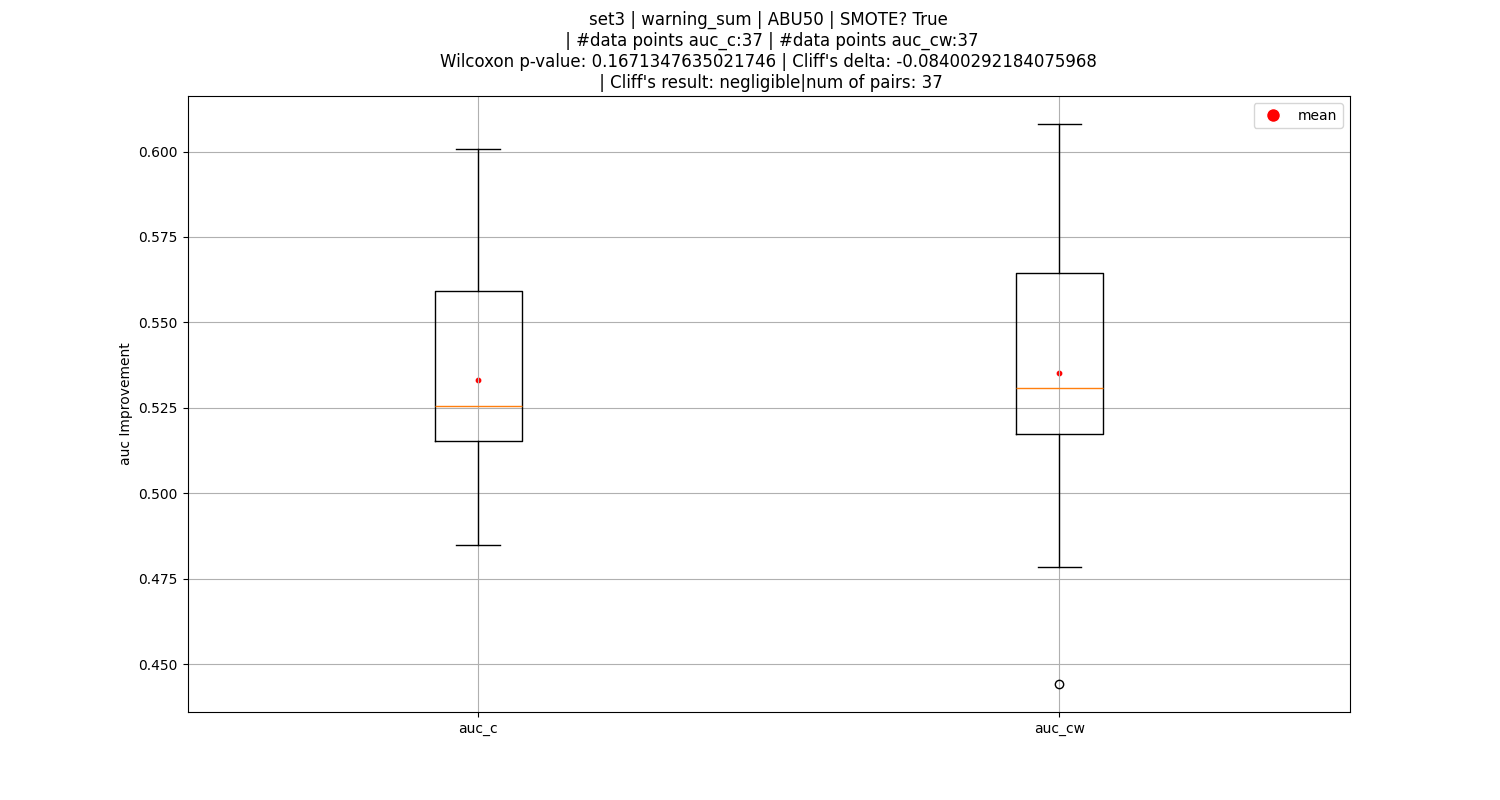 set3 | warning_sum | ABU50 | SMOTE? True
| #data points auc_c:37 | #data points auc_cw:37
Wilcoxon p-value: 0.1671347635021746 | Cliff's delta: -0.08400292184075968
| Cliff's result: negligible|num of pairs: 37
mean
0.600
0.575
0.550
0.525
0.500
0.475
0.450
auc Improvement
auc_c
auc_cw